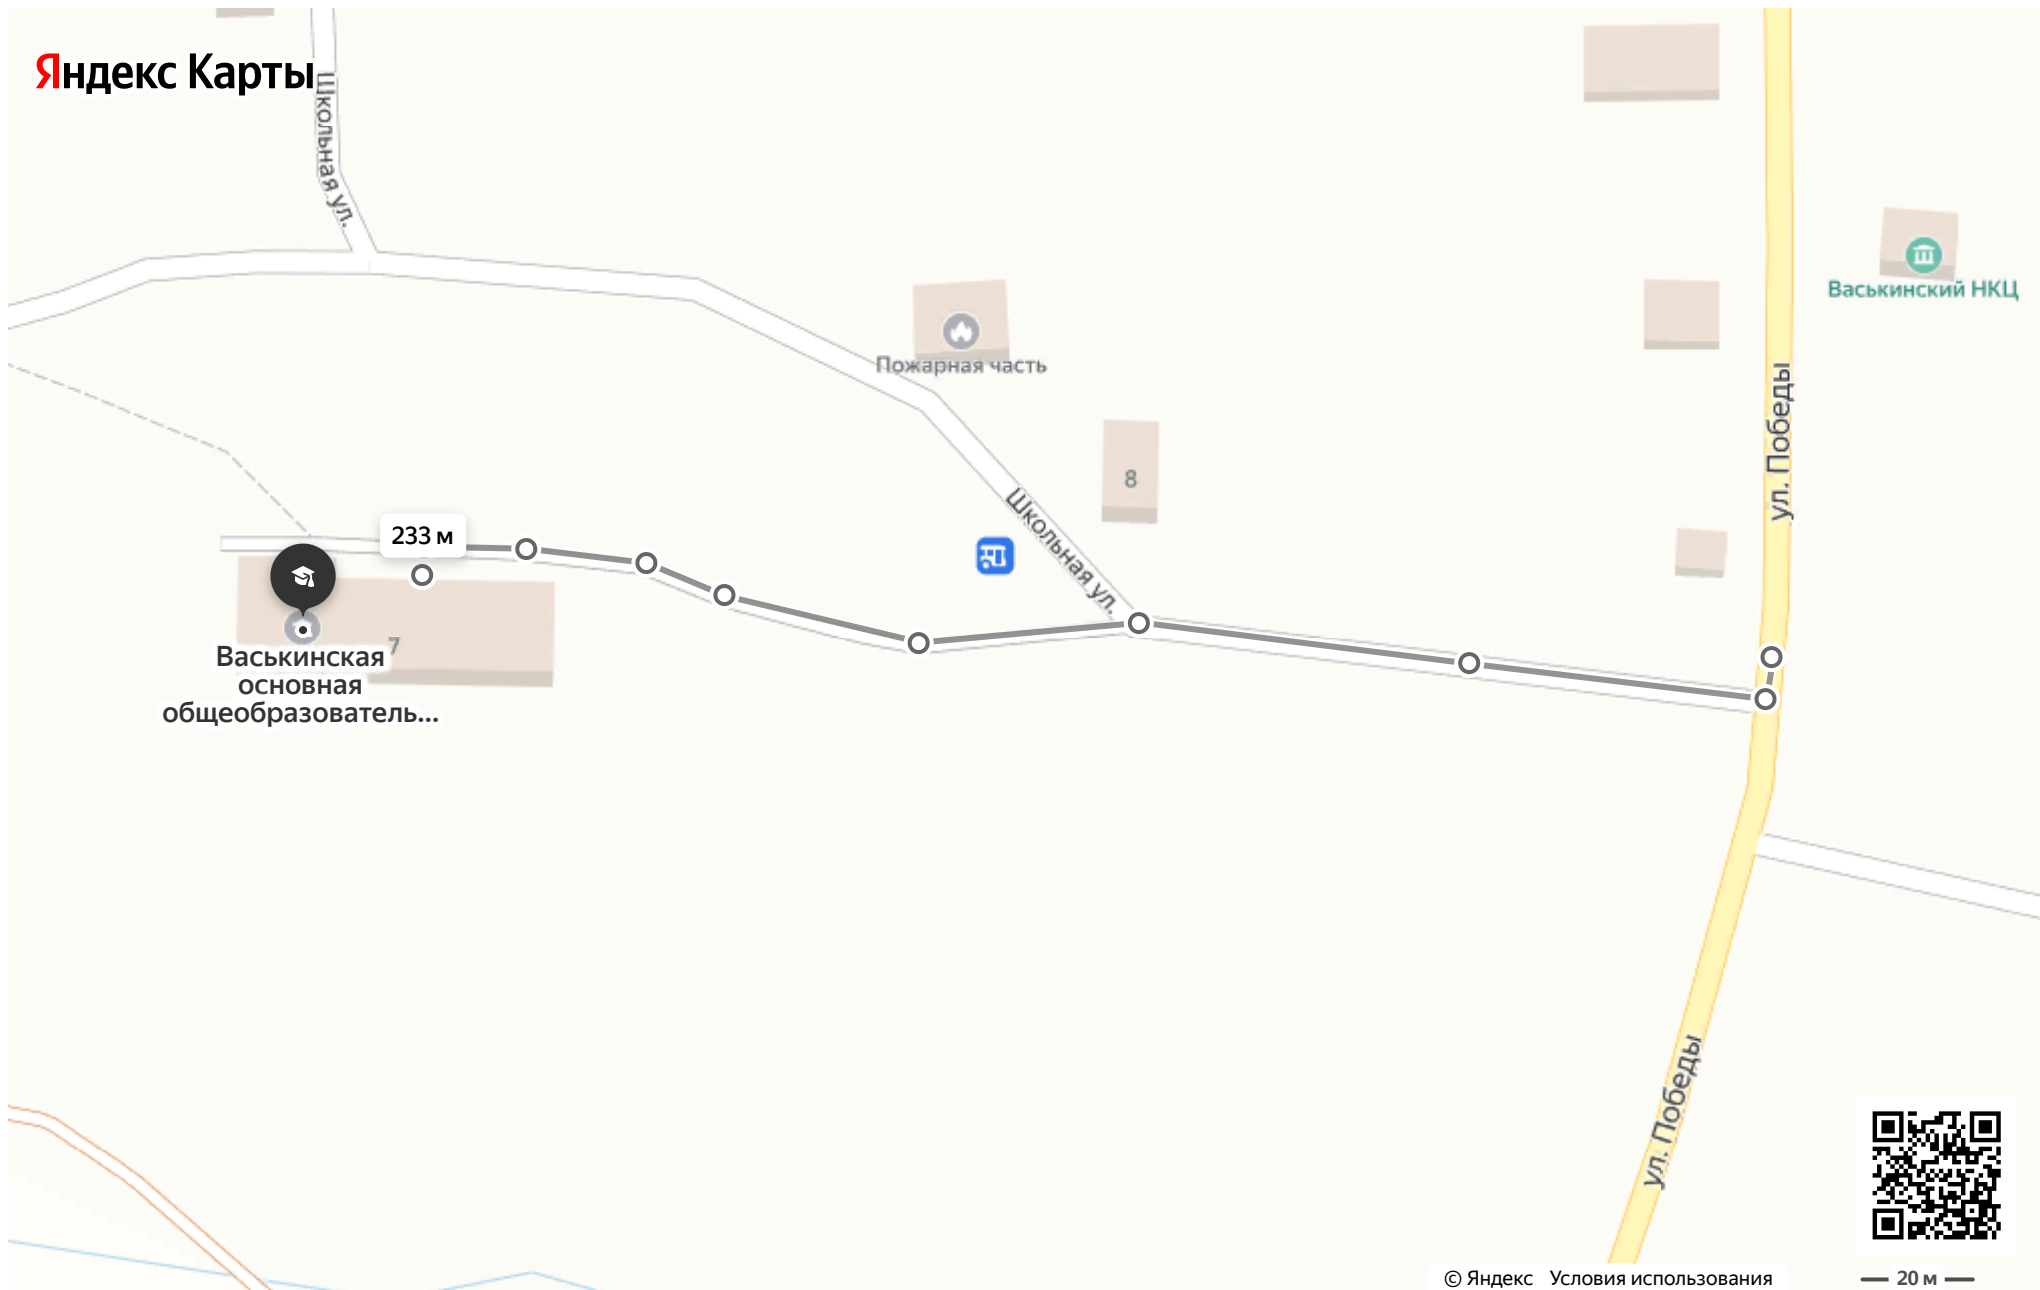 Яндекс Карты
Школьная ул.
Васькинский НКЦ
Пожарная часть
ул. Победы
8
Школьная ул.
233 м
7
Васькинская
основная
общеобразователь...
ул. Победы
© Яндекс Условия использования
20 м